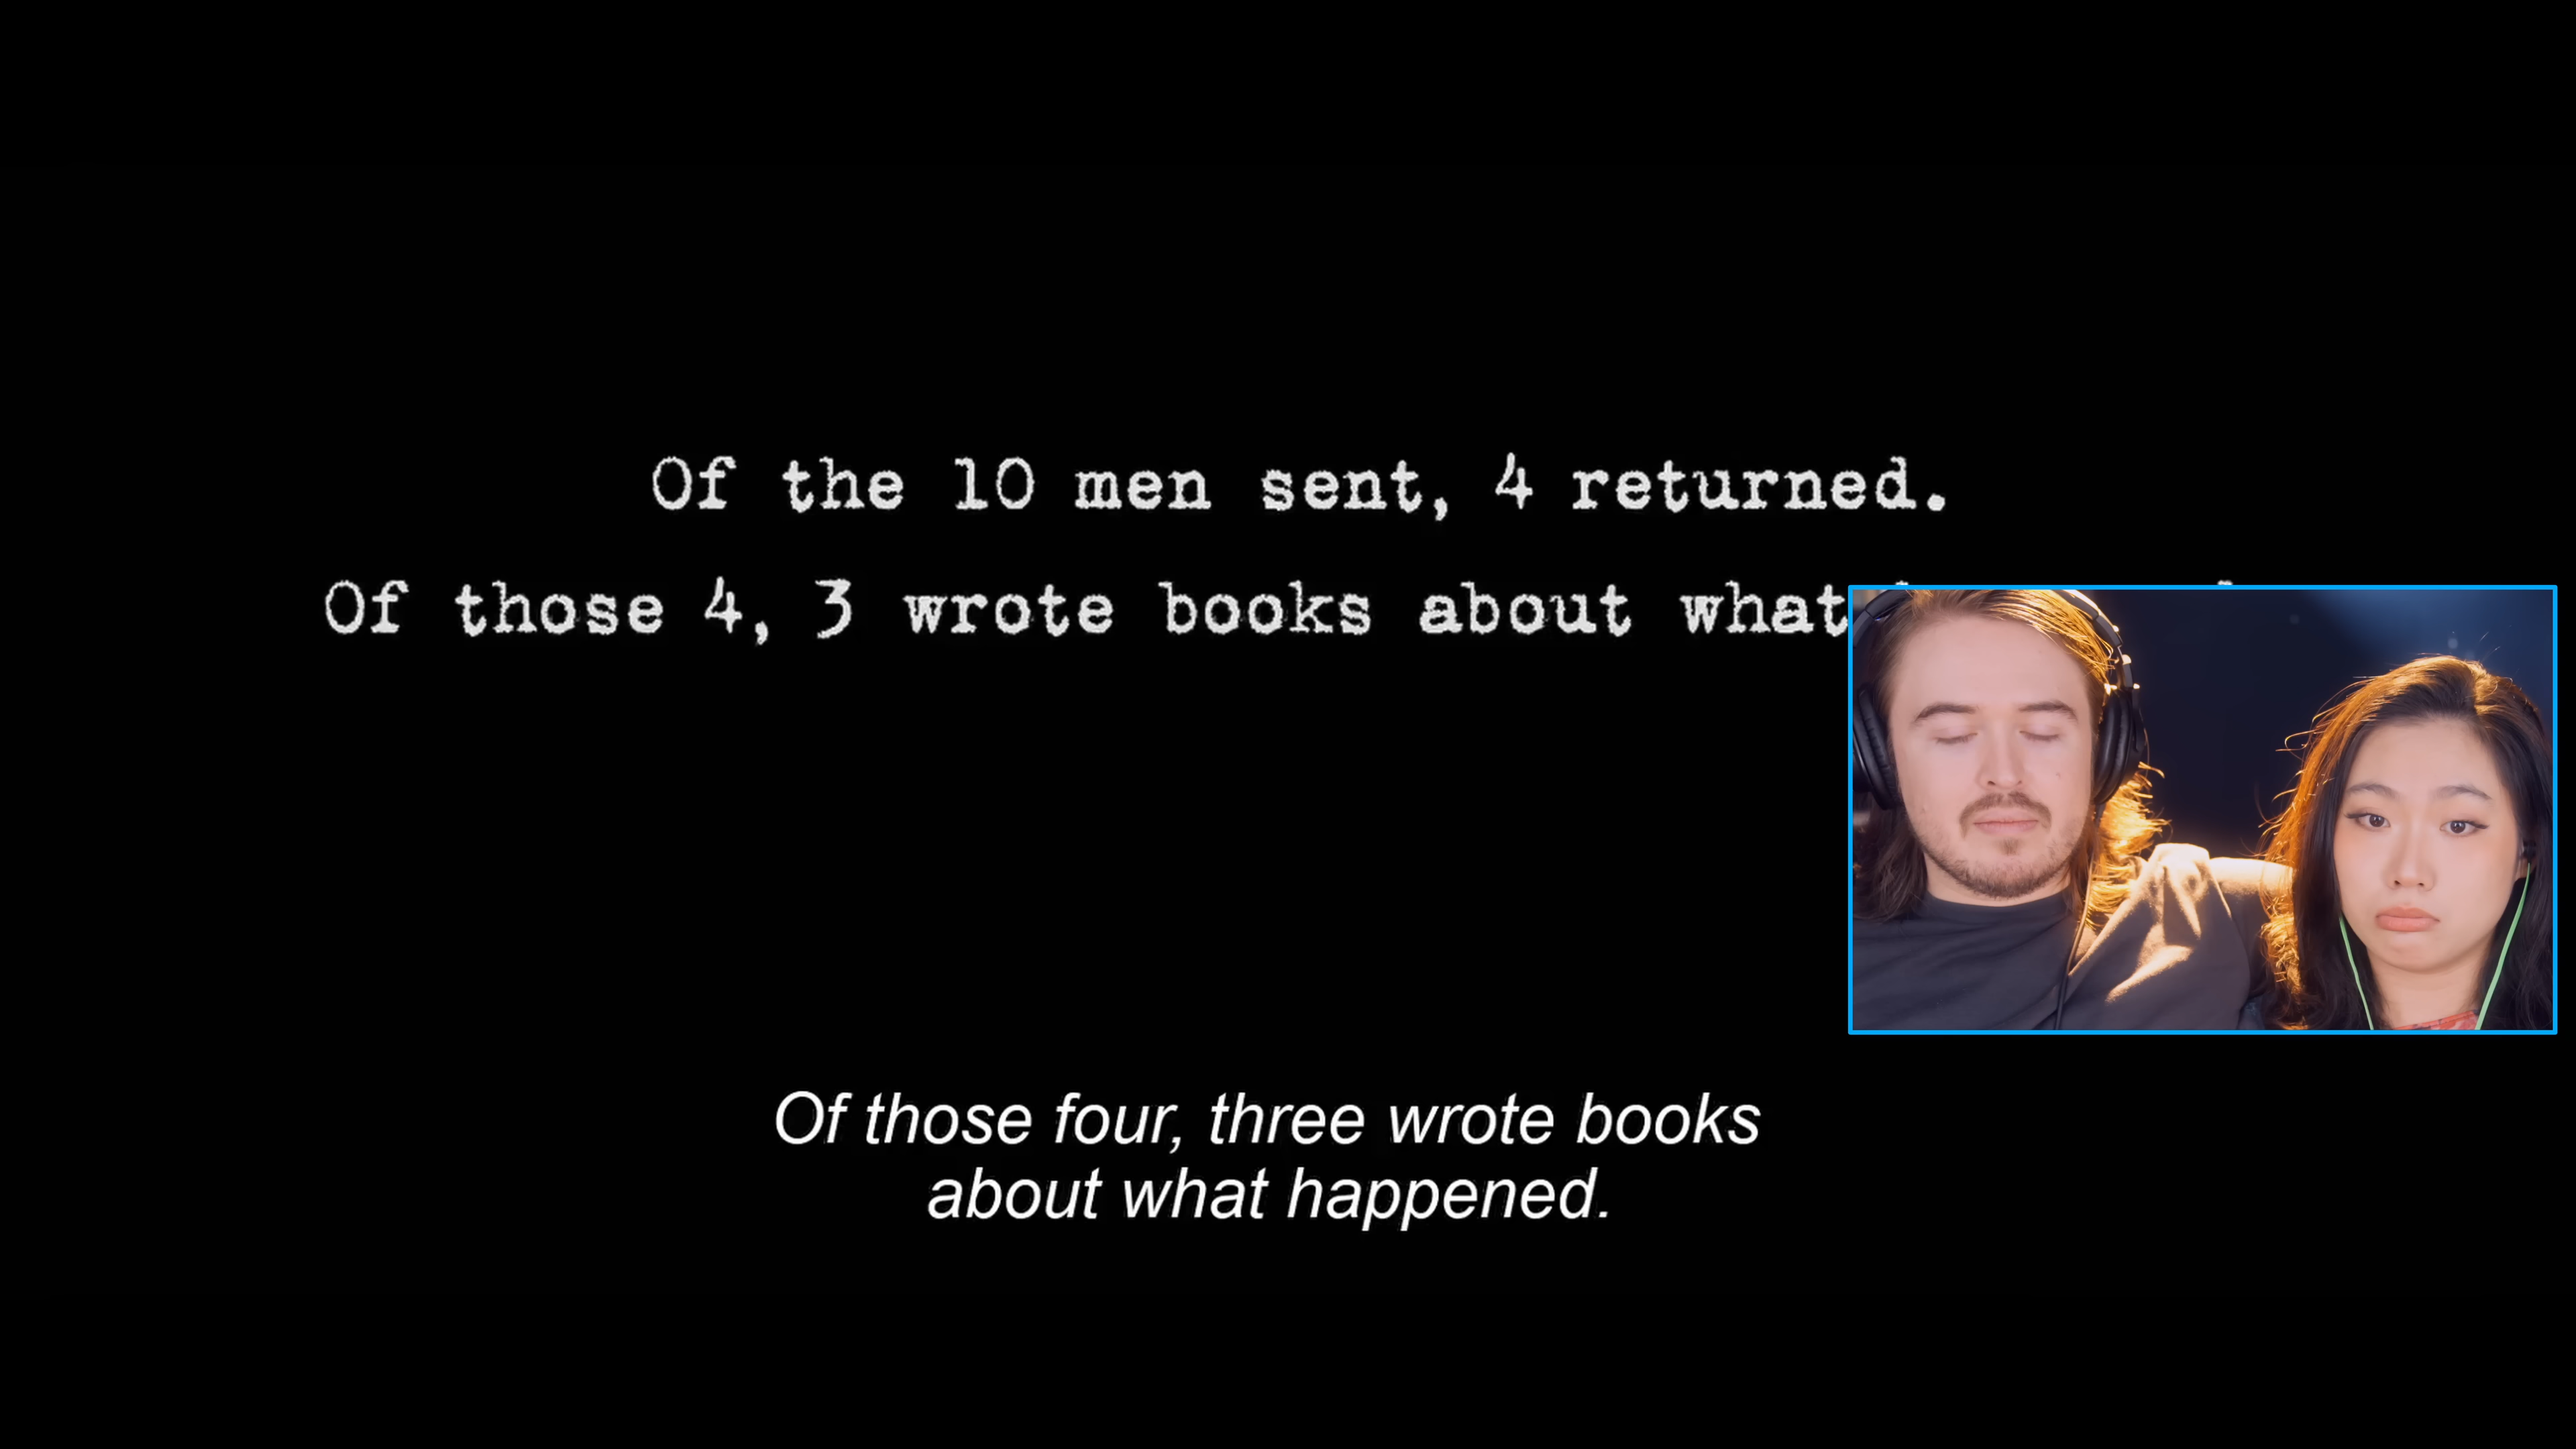 Of the 10 men sent, 4 returned.
Of those 4, 3 wrote books about what
Of those four, three wrote books
about what happened.